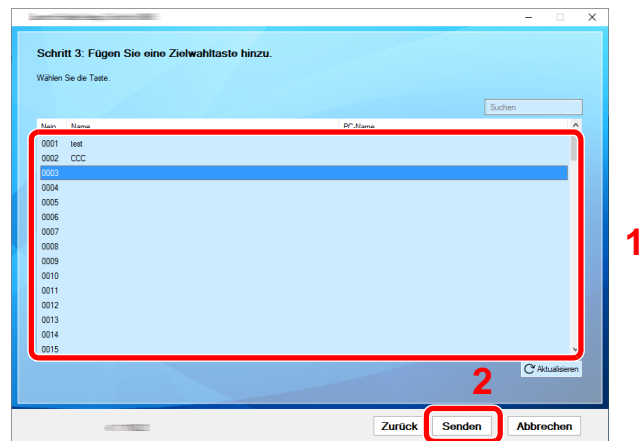 Schritt 3: Fügen Sie eine Zielwahltaste hinzu.
Wählen Sie die Taste.
Suchen
Nein Name PC-Name
0001 test
0002 CCC
0003
0004
0005
0006
0007
0008
0009
0010
0011
0012
0013
0014
0015
1
Aktualisieren
2
Zurück Senden Abbrechen